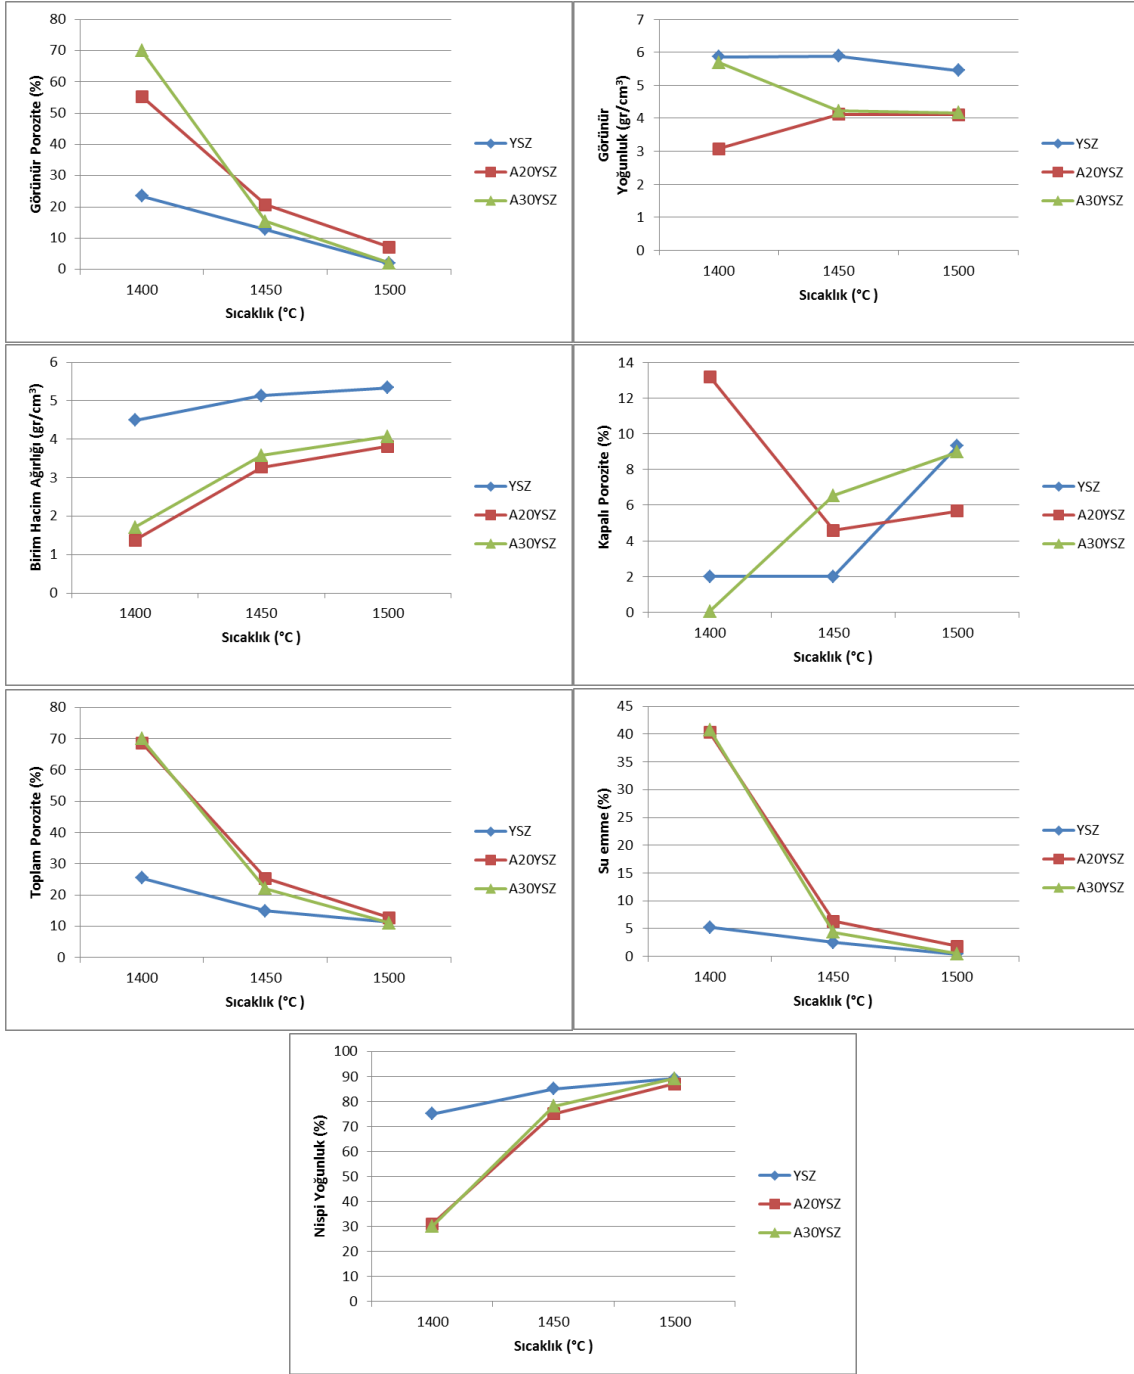 80
70
60
50
40
30
20
10
0
Görünür Porozite (%)
1400
1450
1500
Sıcaklık (°C )
YSZ
A20YSZ
A30YSZ
7
6
5
4
3
2
1
0
Görünür
Yoğunluk (gr/cm³)
1400
1450
1500
Sıcaklık (°C )
YSZ
A20YSZ
A30YSZ
6
5
4
3
2
1
0
Birim Hacim Ağırlığı (gr/cm³)
1400
1450
1500
Sıcaklık (°C )
YSZ
A20YSZ
A30YSZ
14
12
10
8
6
4
2
0
Kapalı Porozite (%)
1400
1450
1500
Sıcaklık (°C )
YSZ
A20YSZ
A30YSZ
80
70
60
50
40
30
20
10
0
Toplam Porozite (%)
1400
1450
1500
Sıcaklık (°C )
YSZ
A20YSZ
A30YSZ
45
40
35
30
25
20
15
10
5
0
Su emme (%)
1400
1450
1500
Sıcaklık (°C )
YSZ
A20YSZ
A30YSZ
100
90
80
70
60
50
40
30
20
10
0
Nispi Yoğunluk (%)
1400
1450
1500
Sıcaklık (°C )
YSZ
A20YSZ
A30YSZ